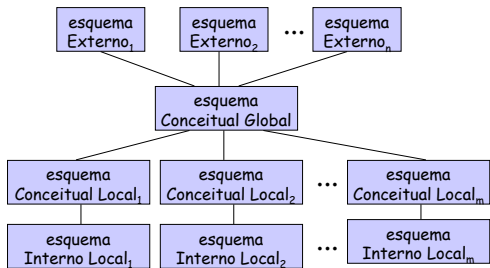 esquema esquema esquema
Externo₁ Externo₂ ... Externoₙ
esquema
Conceitual Global
esquema esquema esquema
Conceitual Local₁ Conceitual Local₂ ... Conceitual Localₘ
esquema esquema esquema
Interno Local₁ Interno Local₂ ... Interno Localₘ